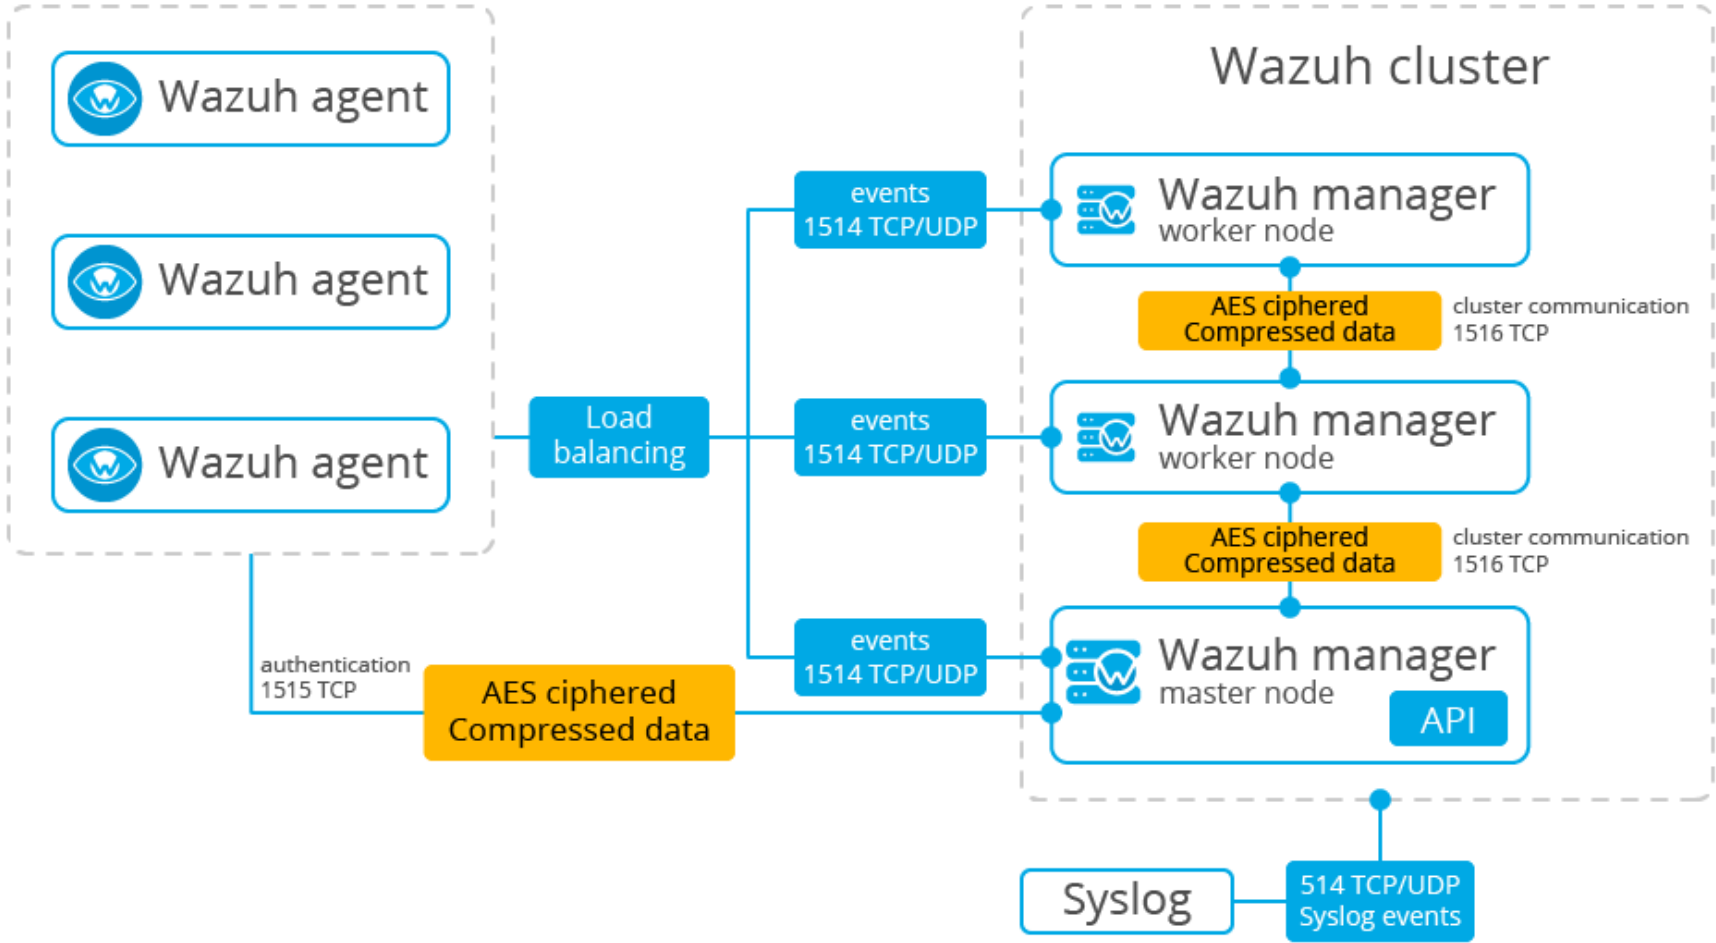 Wazuh agent
Wazuh agent
Wazuh agent
Load
balancing
authentication
1515 TCP
AES ciphered
Compressed data
events
1514 TCP/UDP
events
1514 TCP/UDP
events
1514 TCP/UDP
Wazuh cluster
Wazuh manager
worker node
AES ciphered
Compressed data
cluster communication
1516 TCP
Wazuh manager
worker node
AES ciphered
Compressed data
cluster communication
1516 TCP
Wazuh manager
master node
API
Syslog
514 TCP/UDP
Syslog events